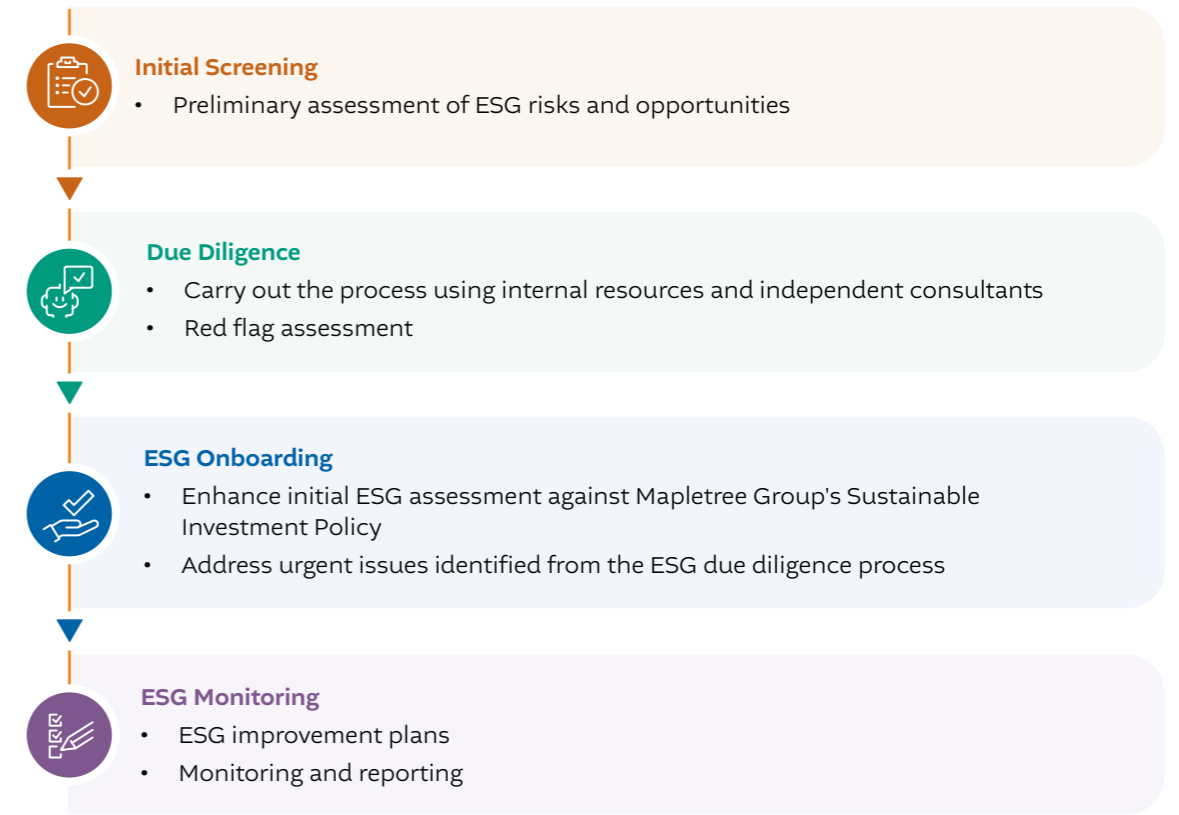 Initial Screening
• Preliminary assessment of ESG risks and opportunities
Due Diligence
• Carry out the process using internal resources and independent consultants
• Red flag assessment
ESG Onboarding
• Enhance initial ESG assessment against Mapletree Group's Sustainable
Investment Policy
• Address urgent issues identified from the ESG due diligence process
ESG Monitoring
• ESG improvement plans
• Monitoring and reporting